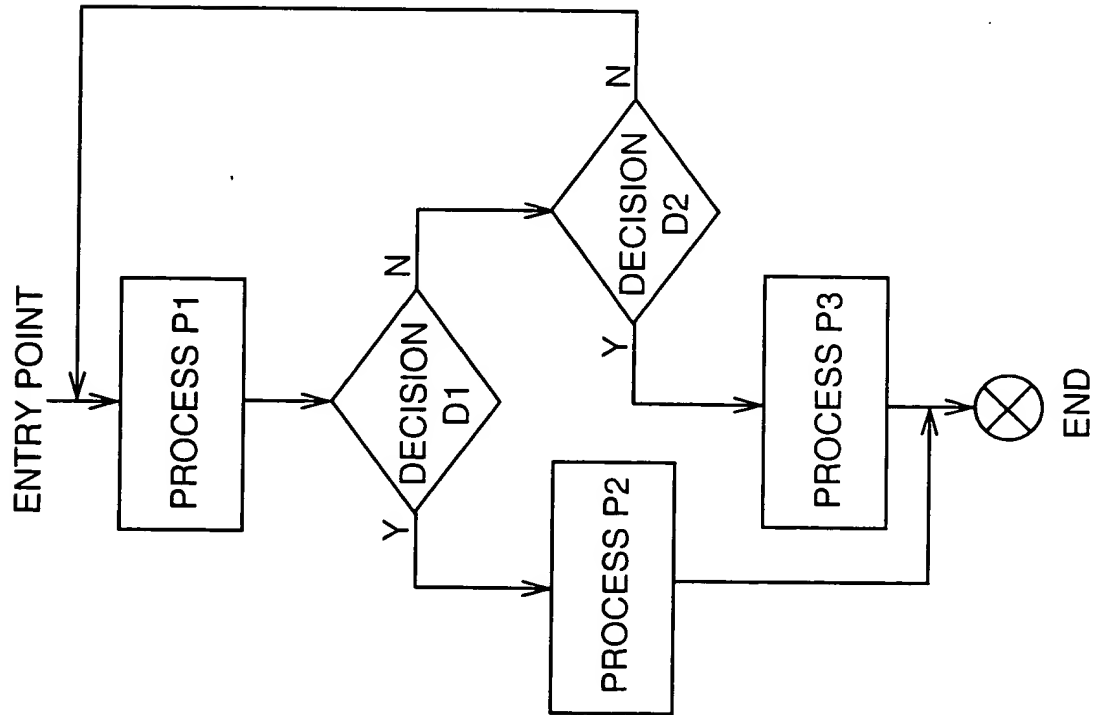 ENTRY POINT
PROCESS P1
DECISION
D1
Y
N
PROCESS P2
DECISION
D2
Y
N
PROCESS P3
END